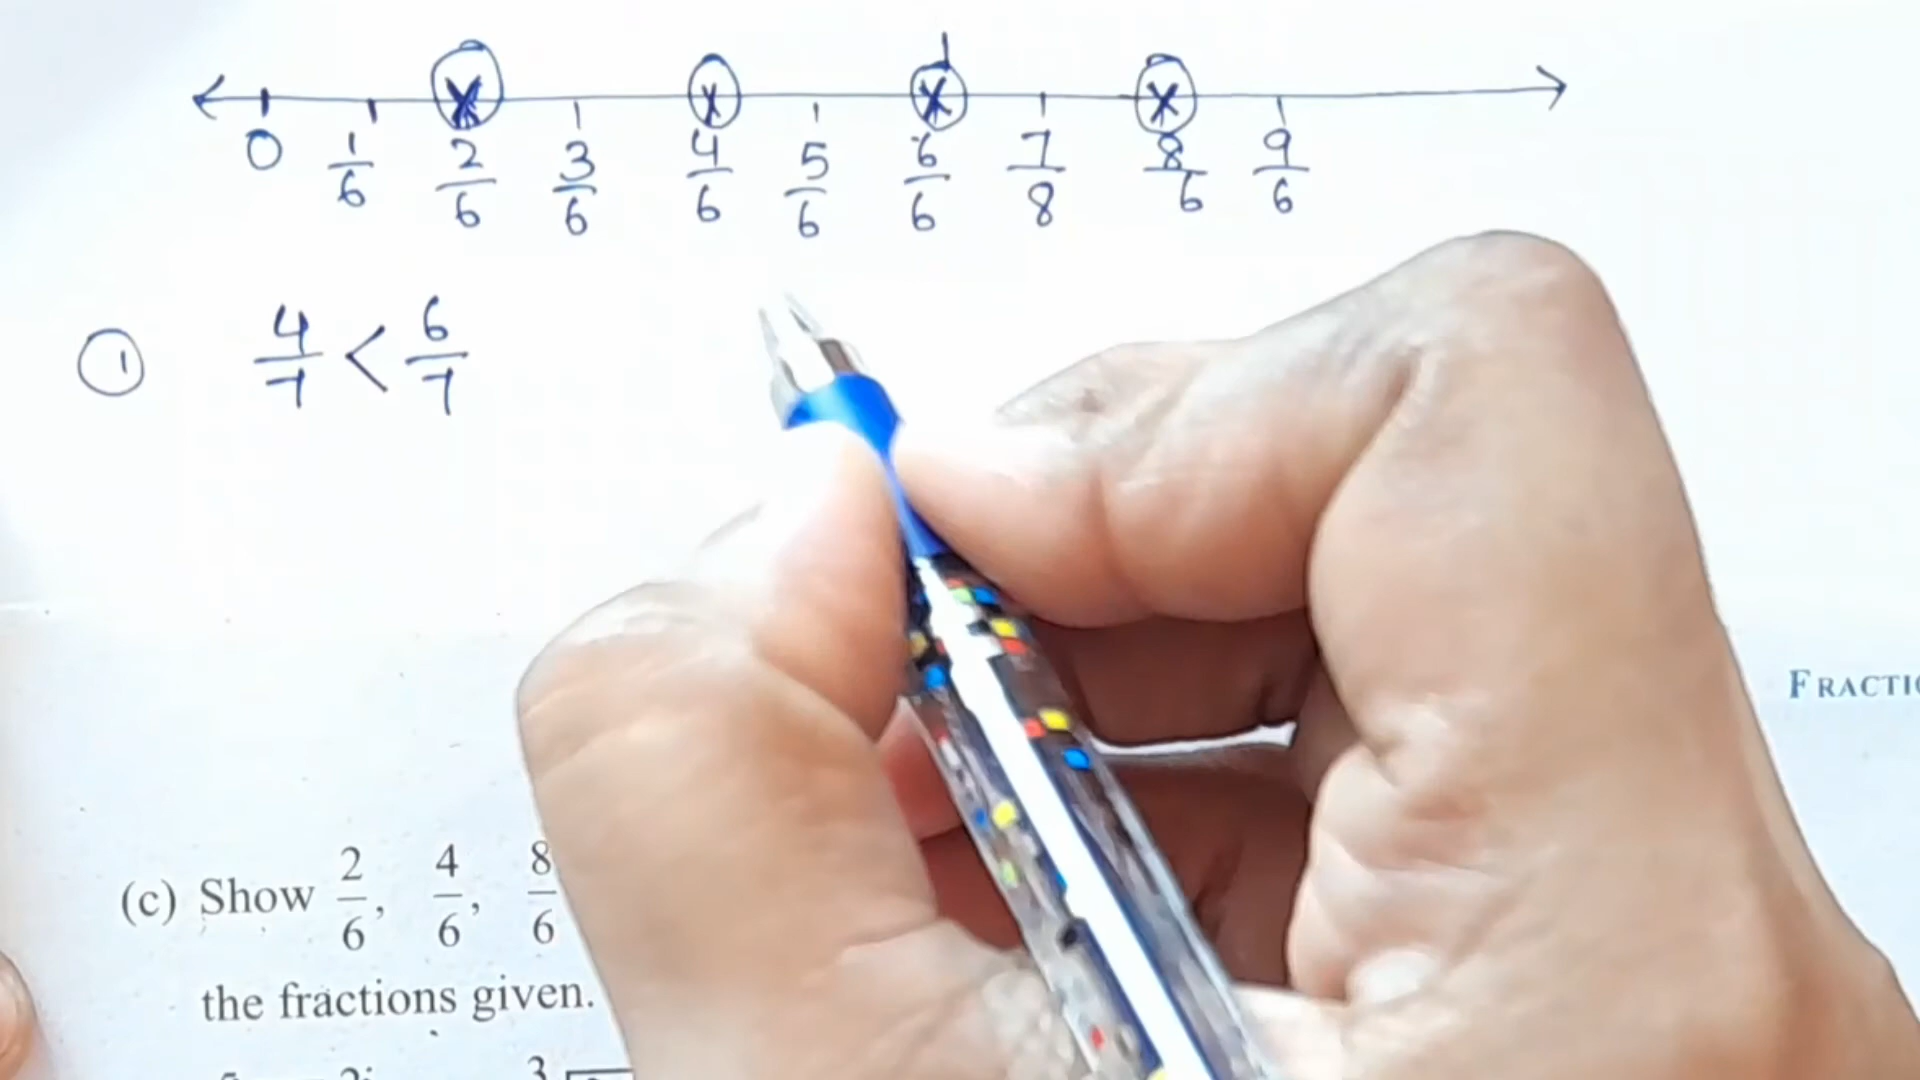 0 1/6 2/6 3/6 4/6 5/6 6/6 7/8 8/6 9/6
① 4/7 < 6/7
FRACTI
(c) Show 2/6, 4/6, 8/6
the fractions given.